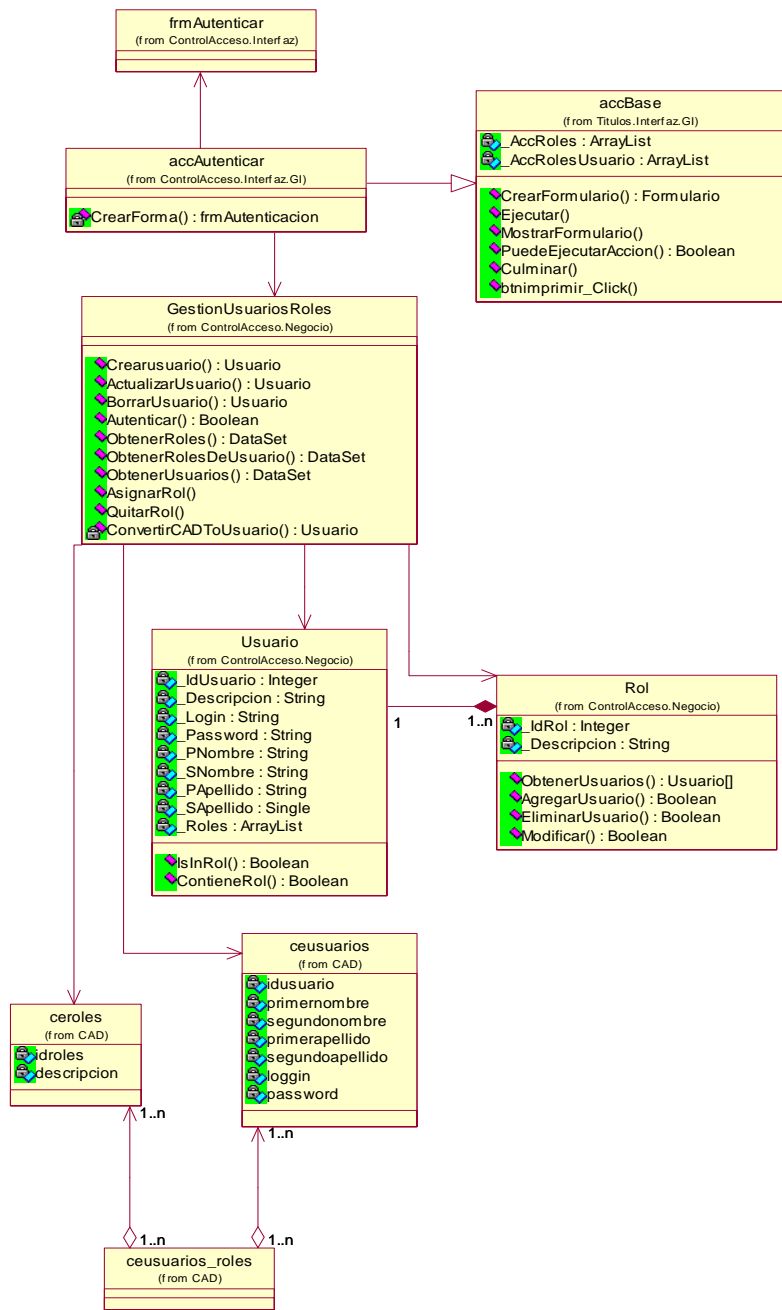 frmAutenticar
(from ControlAcceso.Interfaz)
accBase
(from Titulos.Interfaz.GI)
_AccRoles : ArrayList
_AccRolesUsuario : ArrayList
CrearFormulario() : Formulario
Ejecutar()
MostrarFormulario()
PuedeEjecutarAccion() : Boolean
Culminar()
btnimprimir_Click()
accAutenticar
(from ControlAcceso.Interfaz.GI)
CrearForma() : frmAutenticacion
GestionUsuariosRoles
(from ControlAcceso.Negocio)
Crearusuario() : Usuario
ActualizarUsuario() : Usuario
BorrarUsuario() : Usuario
Autenticar() : Boolean
ObtenerRoles() : DataSet
ObtenerRolesDeUsuario() : DataSet
ObtenerUsuarios() : DataSet
AsignarRol()
QuitarRol()
ConvertirCADToUsuario() : Usuario
Usuario
(from ControlAcceso.Negocio)
_IdUsuario : Integer
_Descripcion : String
_Login : String
_Password : String
_PNombre : String
_SNombre : String
_PApellido : String
_SApellido : Single
_Roles : ArrayList
IsInRol() : Boolean
ContieneRol() : Boolean
1
1..n
Rol
(from ControlAcceso.Negocio)
_IdRol : Integer
_Descripcion : String
ObtenerUsuarios() : Usuario[]
AgregarUsuario() : Boolean
EliminarUsuario() : Boolean
Modificar() : Boolean
ceusuarios
(from CAD)
idusuario
primernombre
segundonombre
primerapellido
segundoapellido
loggin
password
ceroles
(from CAD)
idroles
descripcion
1..n
1..n
1..n
1..n
ceusuarios_roles
(from CAD)